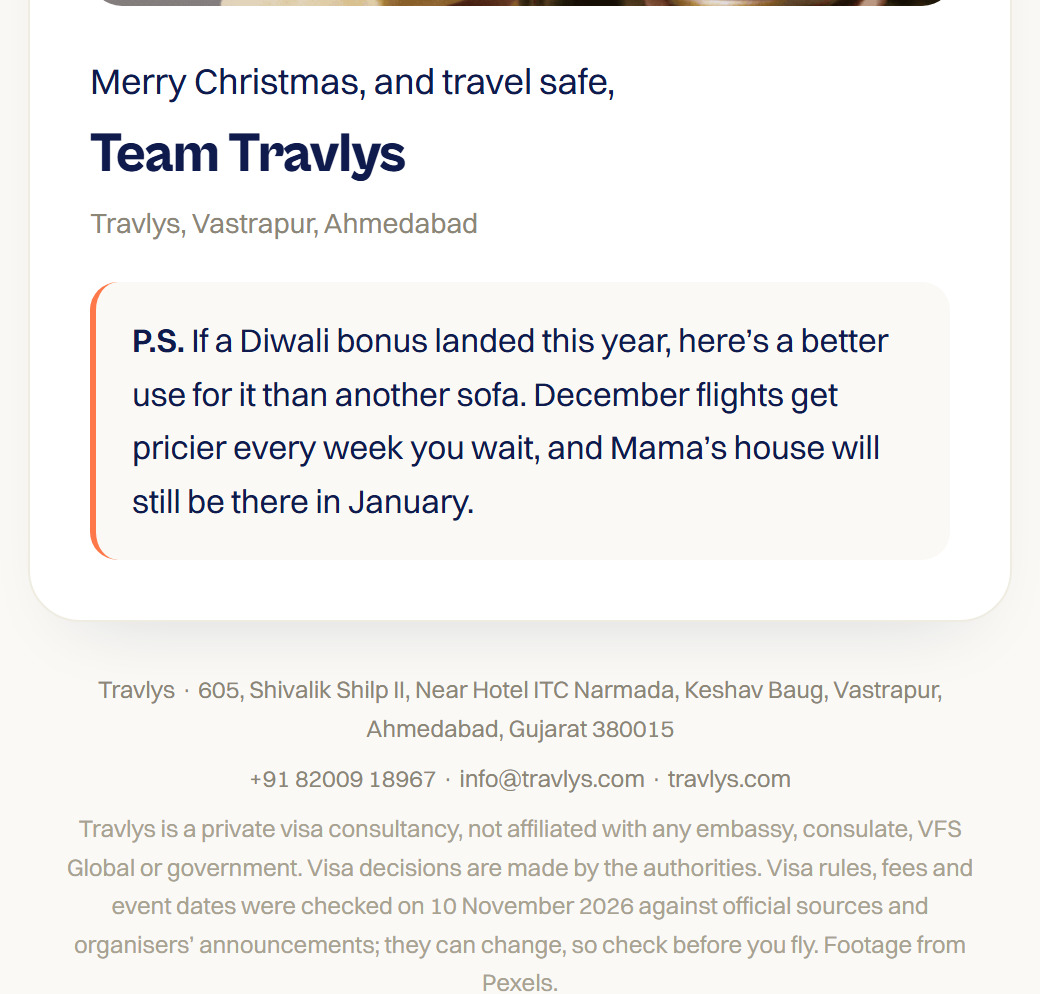 Merry Christmas, and travel safe,
Team Travlys
Travlys, Vastrapur, Ahmedabad
P.S. If a Diwali bonus landed this year, here’s a better
use for it than another sofa. December flights get
pricier every week you wait, and Mama’s house will
still be there in January.
Travlys · 605, Shivalik Shilp II, Near Hotel ITC Narmada, Keshav Baug, Vastrapur,
Ahmedabad, Gujarat 380015
+91 82009 18967 · info@travlys.com · travlys.com
Travlys is a private visa consultancy, not affiliated with any embassy, consulate, VFS
Global or government. Visa decisions are made by the authorities. Visa rules, fees and
event dates were checked on 10 November 2026 against official sources and
organisers’ announcements; they can change, so check before you fly. Footage from
Pexels.